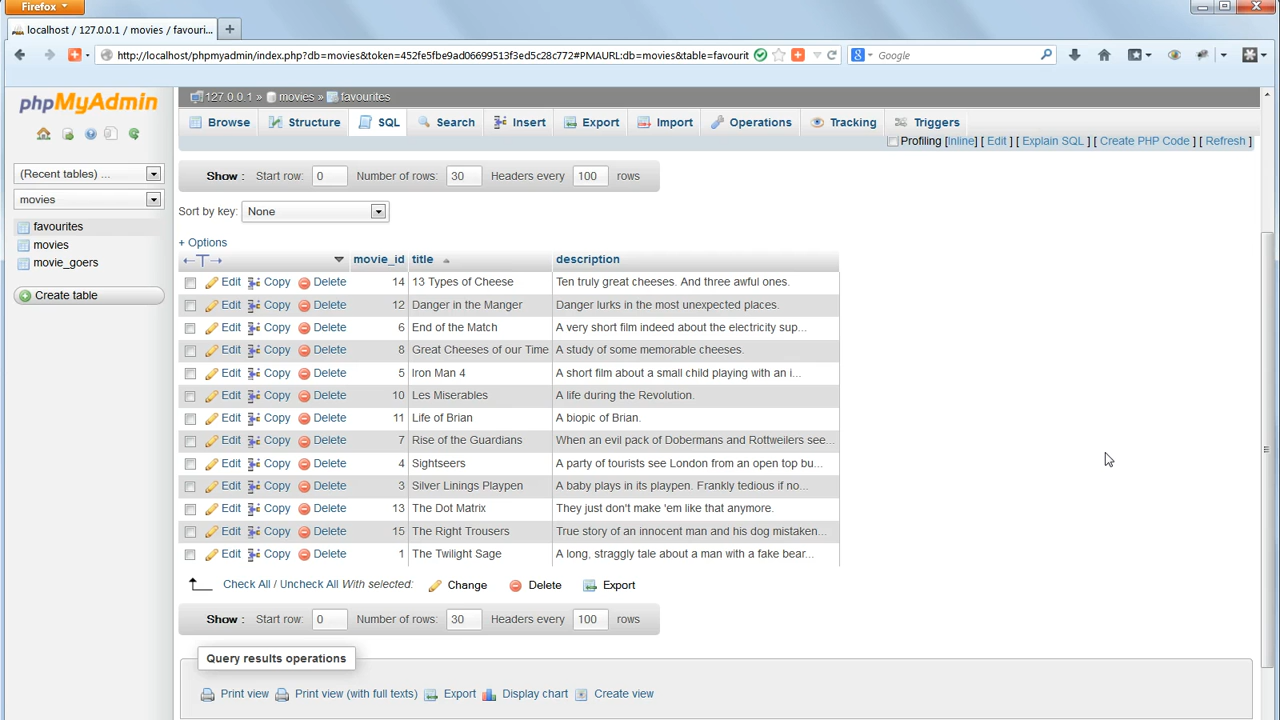 Firefox
localhost / 127.0.0.1 / movies / favouri...
http://localhost/phpmyadmin/index.php?db=movies&token=452fe5fbe9ad06699513f3ed5c28c772#PMAURL:db=movies&table=favourit
Google
phpMyAdmin
127.0.0.1 » movies » favourites
Browse Structure SQL Search Insert Export Import Operations Tracking Triggers
Profiling [Inline] [ Edit ] [ Explain SQL ] [ Create PHP Code ] [ Refresh ]
(Recent tables) ...
movies
favourites
movies
movie_goers
Create table
Show : Start row: 0 Number of rows: 30 Headers every 100 rows
Sort by key: None
+ Options
←T→ movie_id title description
Edit Copy Delete 14 13 Types of Cheese Ten truly great cheeses. And three awful ones.
Edit Copy Delete 12 Danger in the Manger Danger lurks in the most unexpected places.
Edit Copy Delete 6 End of the Match A very short film indeed about the electricity sup...
Edit Copy Delete 8 Great Cheeses of our Time A study of some memorable cheeses.
Edit Copy Delete 5 Iron Man 4 A short film about a small child playing with an i...
Edit Copy Delete 10 Les Miserables A life during the Revolution.
Edit Copy Delete 11 Life of Brian A biopic of Brian.
Edit Copy Delete 7 Rise of the Guardians When an evil pack of Dobermans and Rottweilers see...
Edit Copy Delete 4 Sightseers A party of tourists see London from an open top bu...
Edit Copy Delete 3 Silver Linings Playpen A baby plays in its playpen. Frankly tedious if no...
Edit Copy Delete 13 The Dot Matrix They just don't make 'em like that anymore.
Edit Copy Delete 15 The Right Trousers True story of an innocent man and his dog mistaken...
Edit Copy Delete 1 The Twilight Sage A long, straggly tale about a man with a fake bear...
Check All / Uncheck All With selected: Change Delete Export
Show : Start row: 0 Number of rows: 30 Headers every 100 rows
Query results operations
Print view Print view (with full texts) Export Display chart Create view